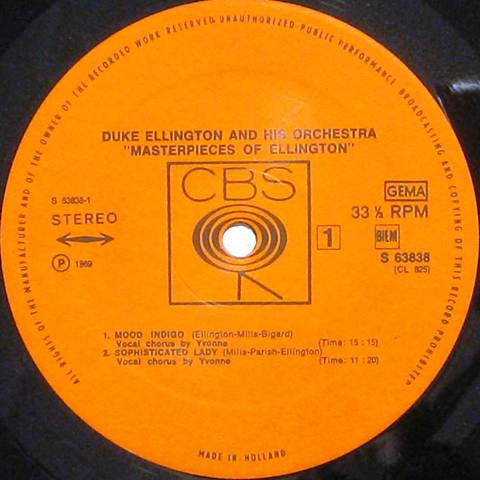 ALL RIGHTS OF THE MANUFACTURER AND OF THE OWNER OF THE RECORDED WORK RESERVED. UNAUTHORIZED PUBLIC PERFORMANCE BROADCASTING AND COPYING OF THIS RECORD PROHIBITED
DUKE ELLINGTON AND HIS ORCHESTRA
"MASTERPIECES OF ELLINGTON"
CBS
S 63838-1
STEREO
℗ 1969
GEMA
33 ⅓ RPM
1 BIEM
S 63838
(CL 825)
1. MOOD INDIGO (Ellington-Mills-Bigard)
Vocal chorus by Yvonne (Time: 15 : 15)
2. SOPHISTICATED LADY (Mills-Parish-Ellington)
Vocal chorus by Yvonne (Time: 11 : 20)
MADE IN HOLLAND